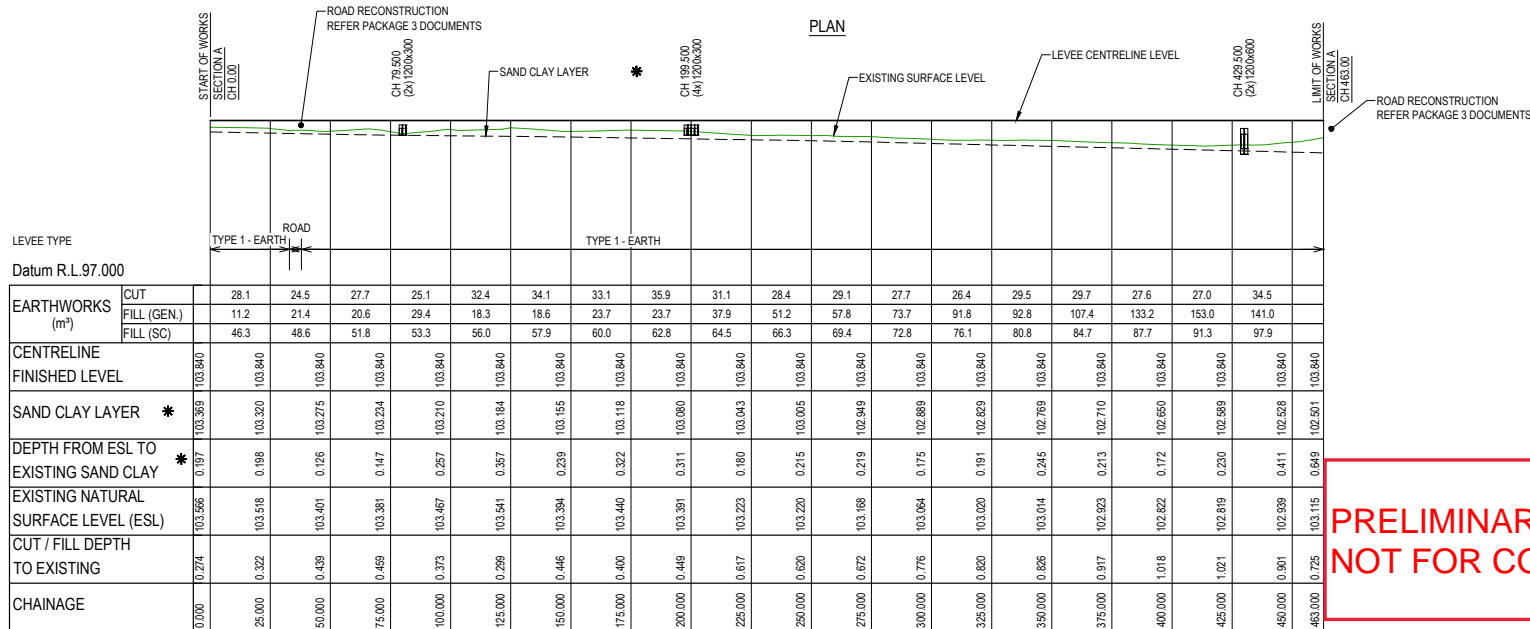 ROAD RECONSTRUCTION
REFER PACKAGE 3 DOCUMENTS
START OF WORKS
SECTION A
CH 0.00
CH 79.500
(2x)1200x300
SAND CLAY LAYER *
CH 199.500
(4x)1200x300
PLAN
EXISTING SURFACE LEVEL
LEVEE CENTRELINE LEVEL
CH 429.500
(2x)1200x600
LIMIT OF WORKS
SECTION A
CH 463.00
ROAD RECONSTRUCTION
REFER PACKAGE 3 DOCUMENTS
LEVEE TYPE
TYPE 1 - EARTH
ROAD
TYPE 1 - EARTH
Datum R.L.97.000
EARTHWORKS
(m³)
CUT 28.1 24.5 27.7 25.1 32.4 34.1 33.1 35.9 31.1 28.4 29.1 27.7 26.4 29.5 29.7 27.6 27.0 34.5
FILL (GEN.) 11.2 21.4 20.6 29.4 18.3 18.6 23.7 23.7 37.9 51.2 57.8 73.7 91.8 92.8 107.4 133.2 153.0 141.0
FILL (SC) 46.3 48.6 51.8 53.3 56.0 57.9 60.0 62.8 64.5 66.3 69.4 72.8 76.1 80.8 84.7 87.7 91.3 97.9
CENTRELINE
FINISHED LEVEL
103.840 103.840 103.840 103.840 103.840 103.840 103.840 103.840 103.840 103.840 103.840 103.840 103.840 103.840 103.840 103.840 103.840 103.840 103.840 103.840
SAND CLAY LAYER *
103.369 103.320 103.275 103.234 103.210 103.184 103.155 103.118 103.080 103.043 103.005 102.949 102.889 102.829 102.769 102.710 102.650 102.589 102.528 102.501
DEPTH FROM ESL TO
EXISTING SAND CLAY *
0.197 0.198 0.126 0.147 0.257 0.357 0.239 0.322 0.311 0.180 0.215 0.219 0.175 0.191 0.245 0.213 0.172 0.230 0.411 0.649
EXISTING NATURAL
SURFACE LEVEL (ESL)
103.566 103.518 103.401 103.381 103.467 103.541 103.394 103.440 103.391 103.223 103.220 103.168 103.064 103.020 103.014 102.923 102.822 102.819 102.939 103.115
CUT / FILL DEPTH
TO EXISTING
0.274 0.322 0.439 0.459 0.373 0.299 0.446 0.400 0.449 0.617 0.620 0.672 0.776 0.820 0.826 0.917 1.018 1.021 0.901 0.725
CHAINAGE
0.000 25.000 50.000 75.000 100.000 125.000 150.000 175.000 200.000 225.000 250.000 275.000 300.000 325.000 350.000 375.000 400.000 425.000 450.000 463.000
PRELIMINAR
NOT FOR CO